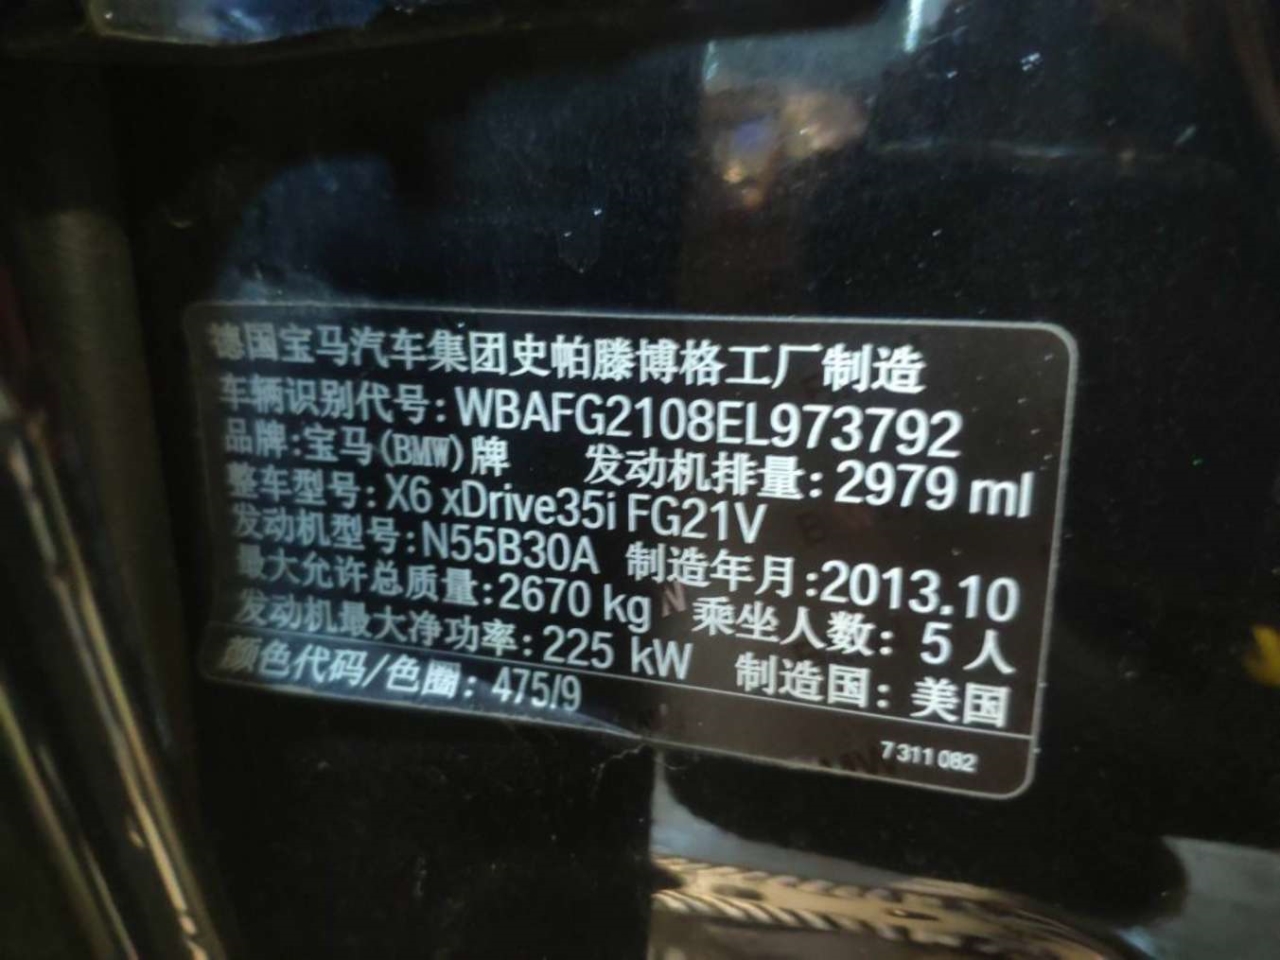 德国宝马汽车集团史帕滕博格工厂制造
车辆识别代号: WBAFG2108EL973792
品牌:宝马(BMW)牌 发动机排量: 2979 ml
整车型号: X6 xDrive35i FG21V
发动机型号:N55B30A 制造年月:2013.10
最大允许总质量:2670 kg 乘坐人数: 5人
发动机最大净功率:225 kW 制造国: 美国
颜色代码/色圈: 475/9
7311082